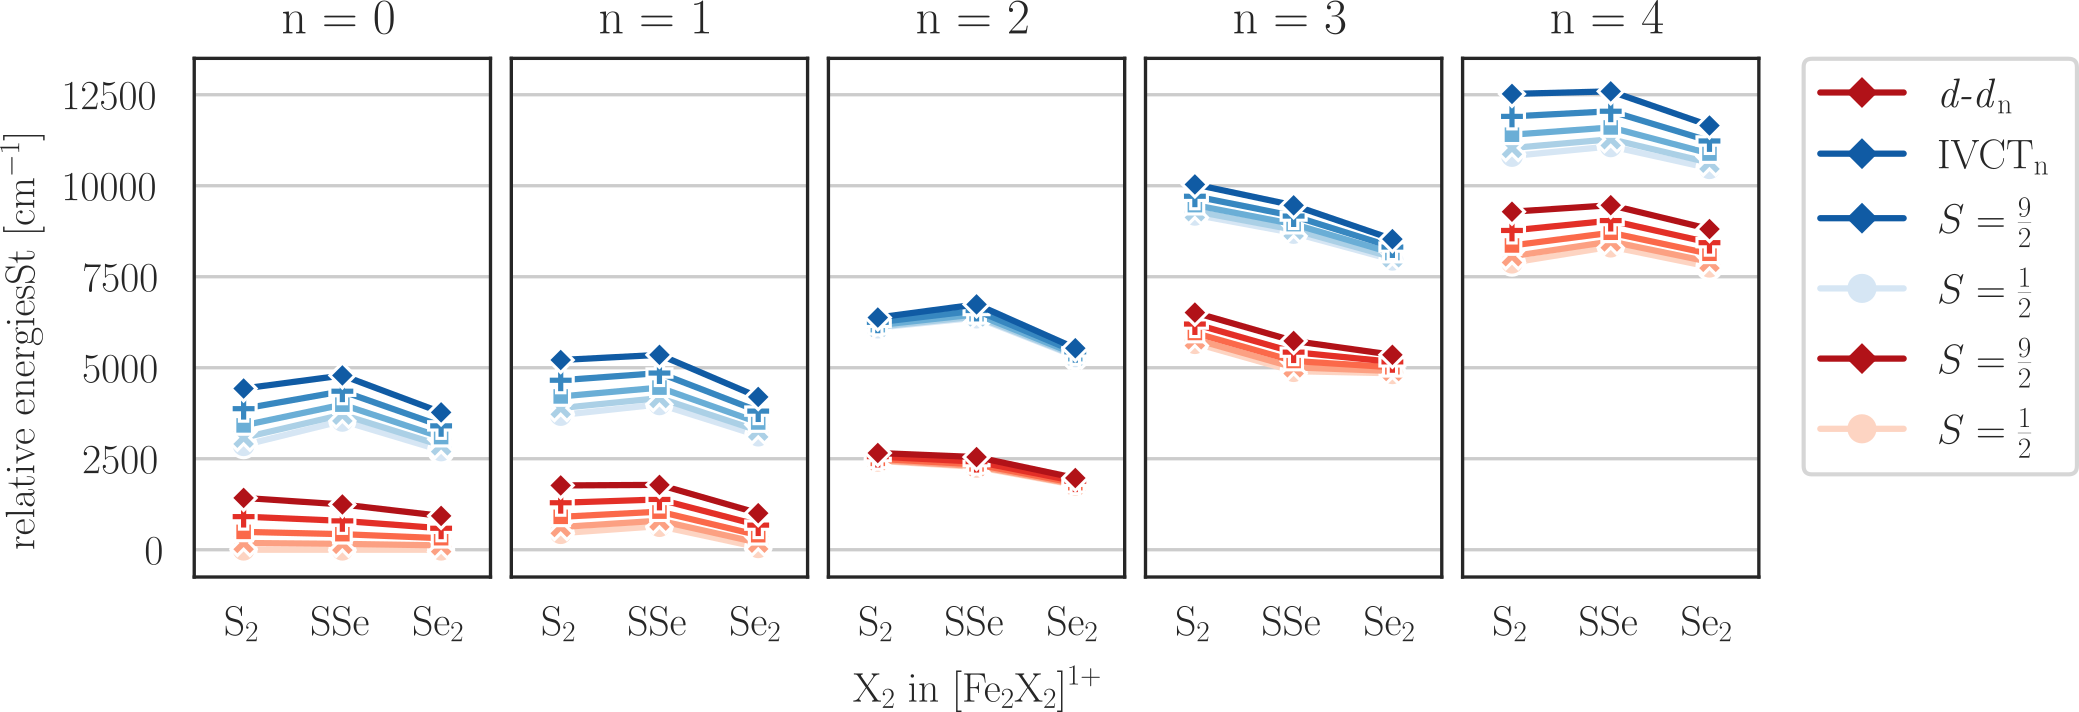 n = 0 n = 1 n = 2 n = 3 n = 4
relative energiesSt [cm⁻¹]
12500
10000
7500
5000
2500
0
S₂ SSe Se₂ S₂ SSe Se₂ S₂ SSe Se₂ S₂ SSe Se₂ S₂ SSe Se₂
X₂ in [Fe₂X₂]¹⁺
d-dₙ
IVCTₙ
S = 9/2
S = 1/2
S = 9/2
S = 1/2